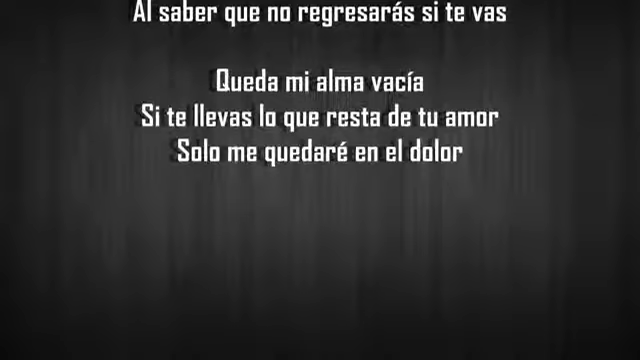 Al saber que no regresarás si te vas
Queda mi alma vacía
Si te llevas lo que resta de tu amor
Solo me quedaré en el dolor